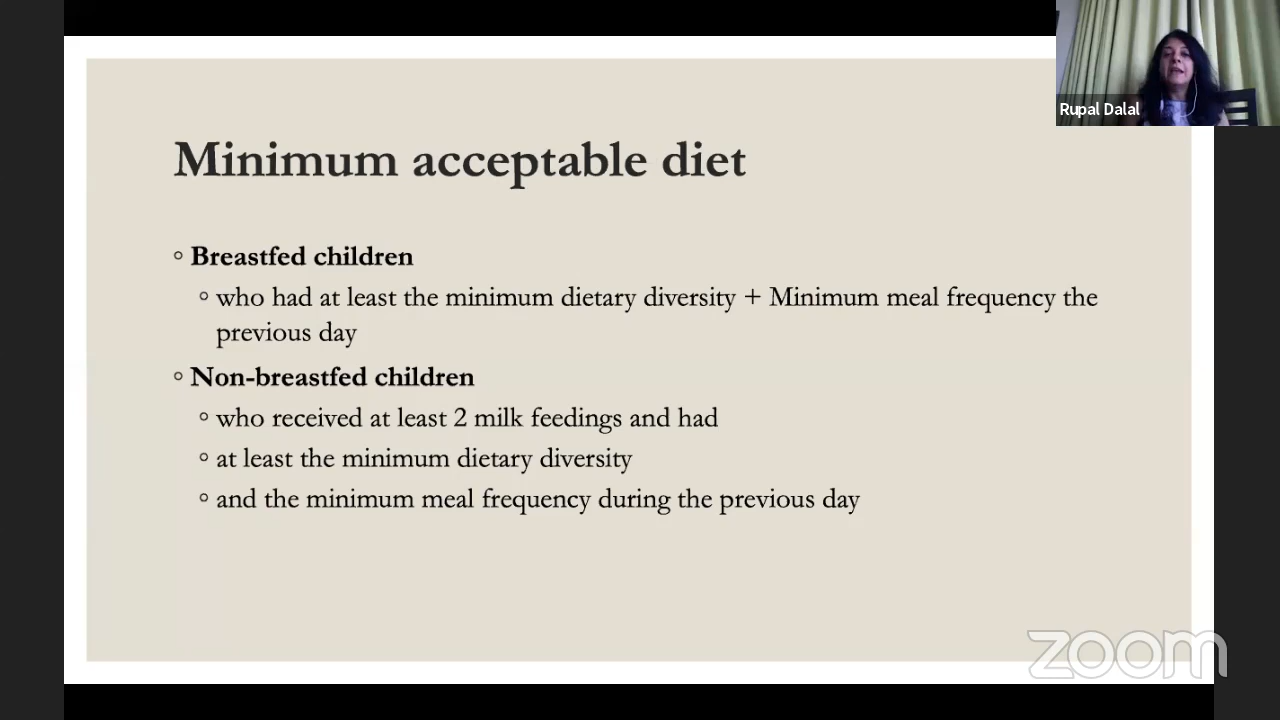 Rupal Dalal
Minimum acceptable diet
◦ Breastfed children
◦ who had at least the minimum dietary diversity + Minimum meal frequency the
previous day
◦ Non-breastfed children
◦ who received at least 2 milk feedings and had
◦ at least the minimum dietary diversity
◦ and the minimum meal frequency during the previous day
zoom